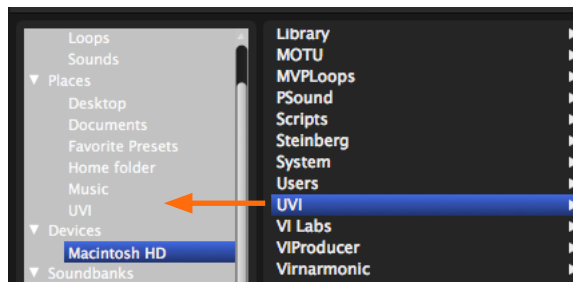 Loops
Sounds
Places
Desktop
Documents
Favorite Presets
Home folder
Music
UVI
Devices
Macintosh HD
Soundbanks
Library
MOTU
MVPLoops
PSound
Scripts
Steinberg
System
Users
UVI
VI Labs
VIProducer
Virnarmonic